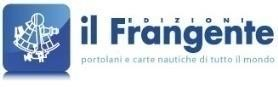 EDIZIONI
il Frangente
portolani e carte nautiche di tutto il mondo